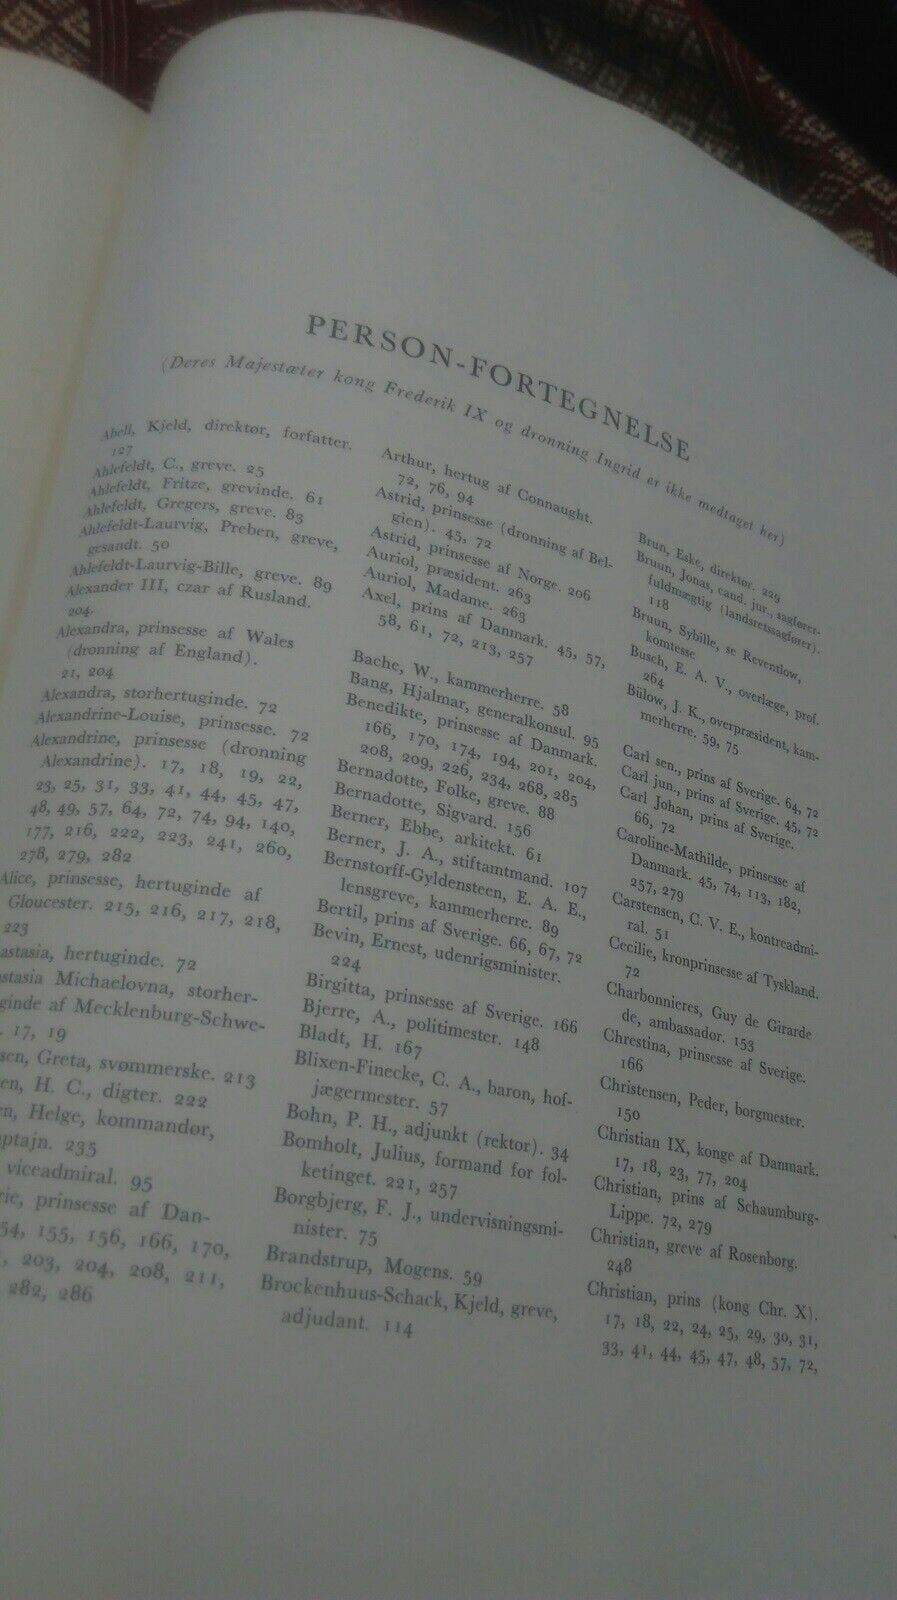 PERSON-FORTEGNELSE
(Deres Majestæter kong Frederik IX og dronning Ingrid er ikke medtaget her)
Abell, Kjeld, direktør, forfatter.
127
Ahlefeldt, C., greve. 25
Ahlefeldt, Fritze, grevinde. 61
Ahlefeldt, Gregers, greve. 83
Ahlefeldt-Laurvig, Preben, greve,
gesandt. 50
Ahlefeldt-Laurvig-Bille, greve. 89
Alexander III, czar af Rusland.
204.
Alexandra, prinsesse af Wales
(dronning af England).
21, 204
Alexandra, storhertuginde. 72
Alexandrine-Louise, prinsesse. 72
Alexandrine, prinsesse (dronning
Alexandrine). 17, 18, 19, 22,
23, 25, 31, 33, 41, 44, 45, 47,
48, 49, 57, 64, 72, 74, 94, 140,
177, 216, 222, 223, 241, 260,
278, 279, 282
Alice, prinsesse, hertuginde af
Gloucester. 215, 216, 217, 218,
223
astasia, hertuginde. 72
stasia Michaelovna, storher-
ginde af Mecklenburg-Schwe-
. 17, 19
sen, Greta, svømmerske. 213
en, H. C., digter. 222
en, Helge, kommandør,
ptajn. 235
viceadmiral. 95
rie, prinsesse af Dan-
54, 155, 156, 166, 170,
, 203, 204, 208, 211,
282, 286
Arthur, hertug af Connaught.
72, 76, 94
Astrid, prinsesse (dronning af Bel-
gien). 45, 72
Astrid, prinsesse af Norge. 206
Auriol, præsident. 263
Auriol, Madame. 263
Axel, prins af Danmark. 45, 57,
58, 61, 72, 213, 257
Bache, W., kammerherre. 58
Bang, Hjalmar, generalkonsul. 95
Benedikte, prinsesse af Danmark.
166, 170, 174, 194, 201, 204,
208, 209, 226, 234, 268, 285
Bernadotte, Folke, greve. 88
Bernadotte, Sigvard. 156
Berner, Ebbe, arkitekt. 61
Berner, J. A., stiftamtmand. 107
Bernstorff-Gyldensteen, E. A. E.,
lensgreve, kammerherre. 89
Bertil, prins af Sverige. 66, 67, 72
Bevin, Ernest, udenrigsminister.
224
Birgitta, prinsesse af Sverige. 166
Bjerre, A., politimester. 148
Bladt, H. 167
Blixen-Finecke, C. A., baron, hof-
jægermester. 57
Bohn, P. H., adjunkt (rektor). 34
Bomholt, Julius, formand for fol-
ketinget. 221, 257
Borgbjerg, F. J., undervisningsmi-
nister. 75
Brandstrup, Mogens. 59
Brockenhuus-Schack, Kjeld, greve,
adjudant. 114
Brun, Eske, direktør. 229
Bruun, Jonas, cand. jur., sagfører-
fuldmægtig (landsretssagfører).
118
Bruun, Sybille, se Reventlow,
komtesse
Busch, E. A. V., overlæge, prof.
264
Bülow, J. K., overpræsident, kam-
merherre. 59, 75
Carl sen., prins af Sverige. 64, 72
Carl jun., prins af Sverige. 45, 72
Carl Johan, prins af Sverige.
66, 72
Caroline-Mathilde, prinsesse af
Danmark. 45, 74, 113, 182,
257, 279
Carstensen, C. V. E., kontreadmi-
ral. 51
Cecilie, kronprinsesse af Tyskland.
72
Charbonnieres, Guy de Girarde
de, ambassadør. 153
Chrestina, prinsesse af Sverige.
166
Christensen, Peder, borgmester.
150
Christian IX, konge af Danmark.
17, 18, 23, 77, 204
Christian, prins af Schaumburg-
Lippe. 72, 279
Christian, greve af Rosenborg.
248
Christian, prins (kong Chr. X).
17, 18, 22, 24, 25, 29, 30, 31,
33, 41, 44, 45, 47, 48, 57, 72,